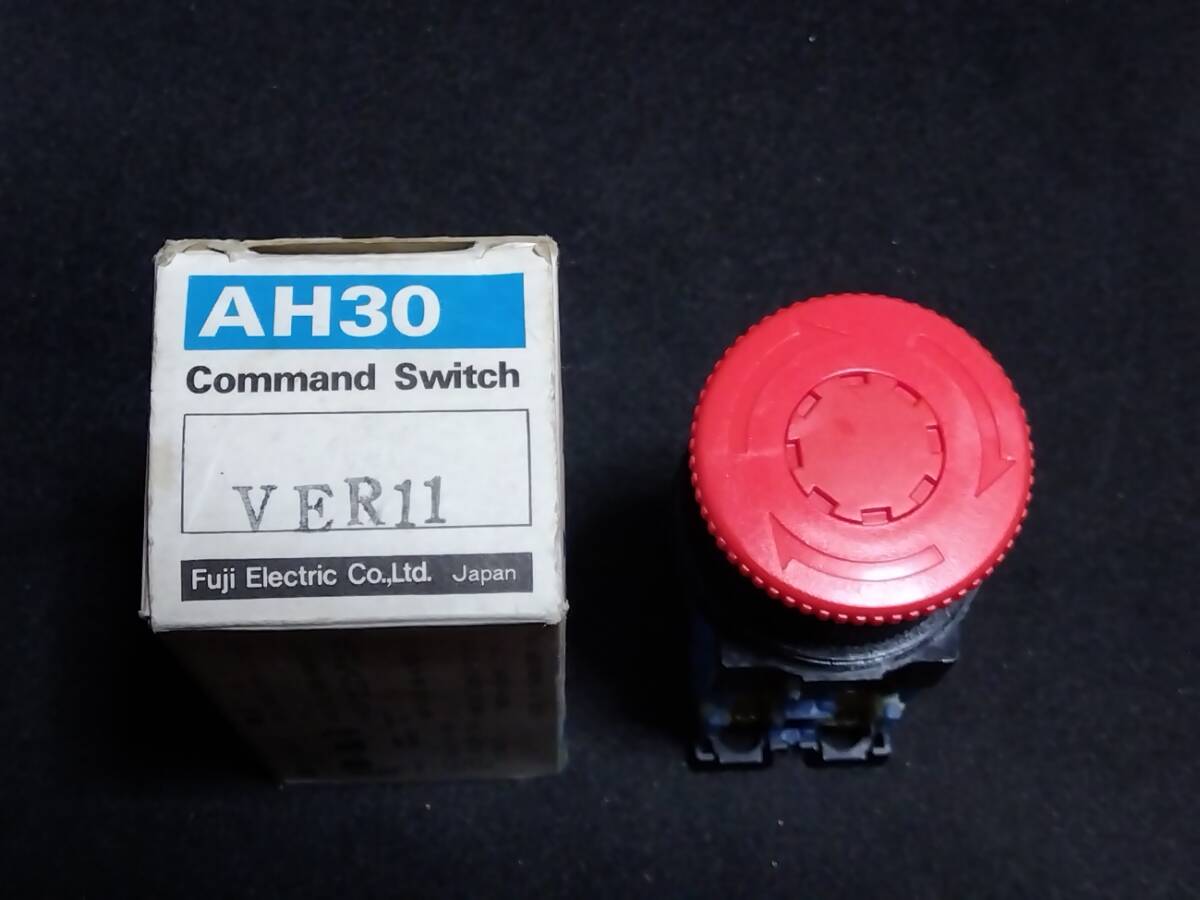 AH30
Command Switch
VER11
Fuji Electric Co.,Ltd. Japan